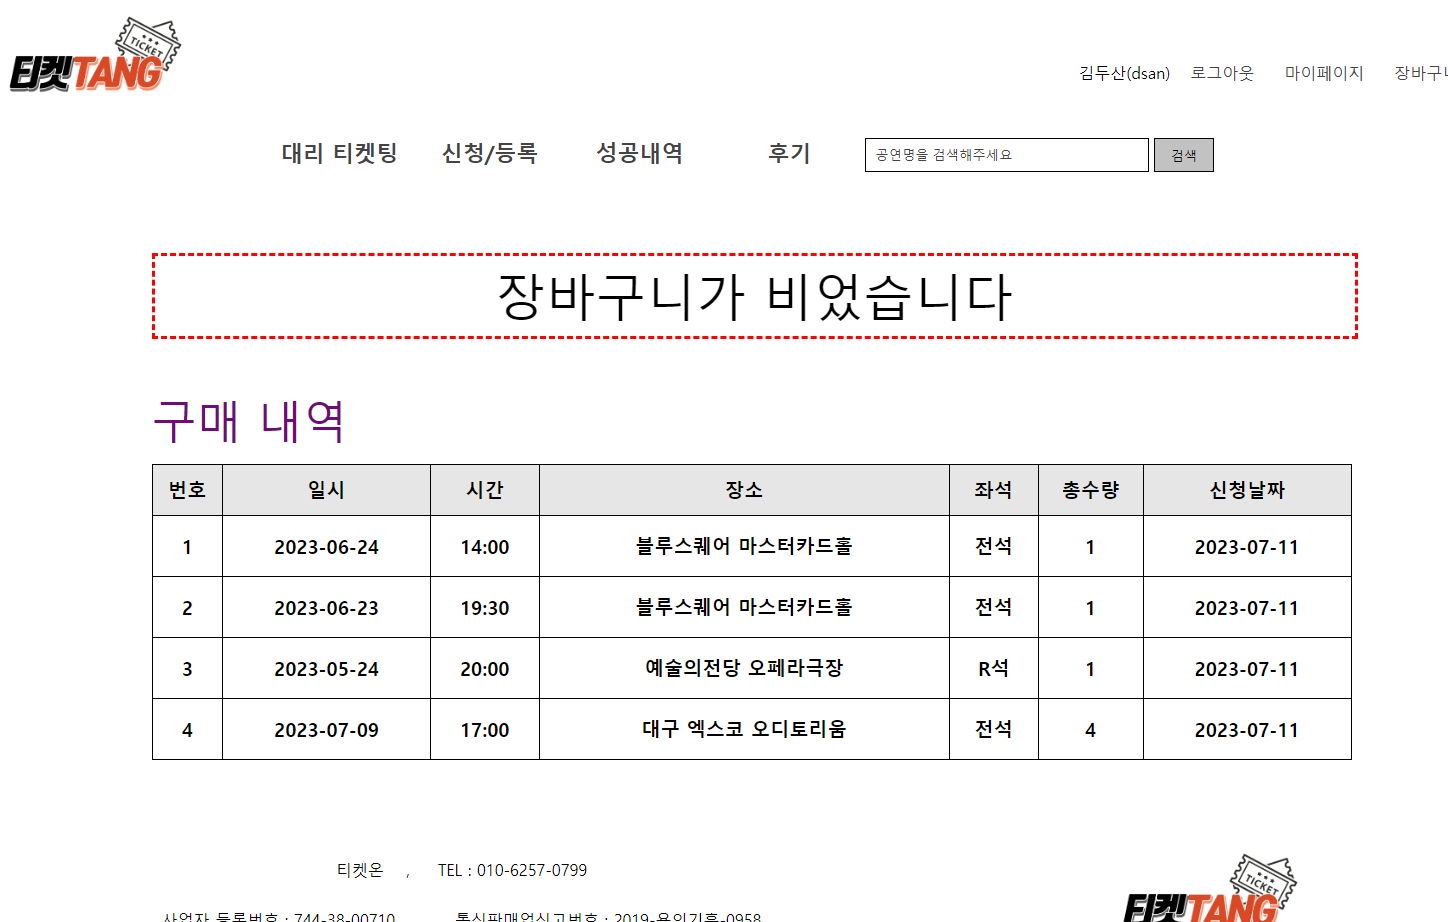 TICKET
티켓TANG
김두산(dsan) 로그아웃 마이페이지 장바구니
대리 티켓팅 신청/등록 성공내역 후기 공연명을 검색해주세요 검색
장바구니가 비었습니다
구매 내역
번호 일시 시간 장소 좌석 총수량 신청날짜
1 2023-06-24 14:00 블루스퀘어 마스터카드홀 전석 1 2023-07-11
2 2023-06-23 19:30 블루스퀘어 마스터카드홀 전석 1 2023-07-11
3 2023-05-24 20:00 예술의전당 오페라극장 R석 1 2023-07-11
4 2023-07-09 17:00 대구 엑스코 오디토리움 전석 4 2023-07-11
티켓온 , TEL : 010-6257-0799
TICKET
티켓TANG
사업자 등록번호 : 744-38-00710 통신판매업신고번호 : 2019-용인기흥-0958